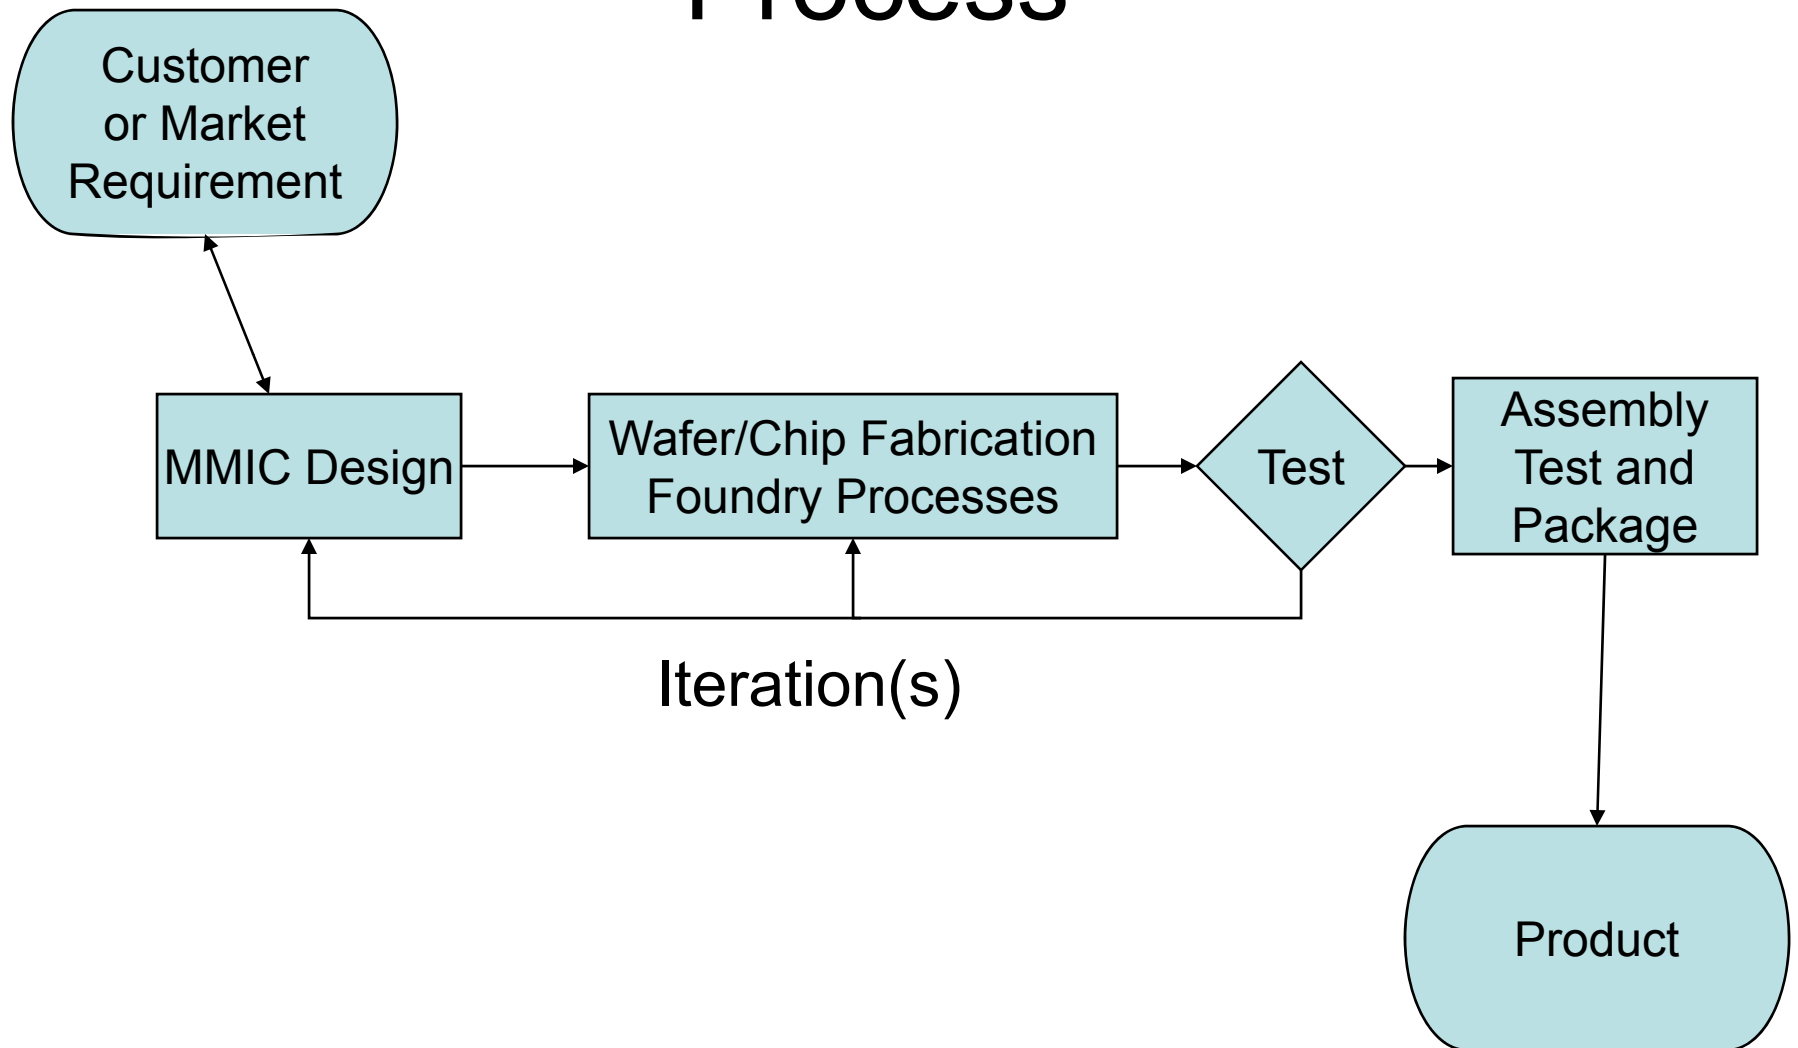 Process
Customer
or Market
Requirement
MMIC Design
Wafer/Chip Fabrication
Foundry Processes
Test
Assembly
Test and
Package
Iteration(s)
Product